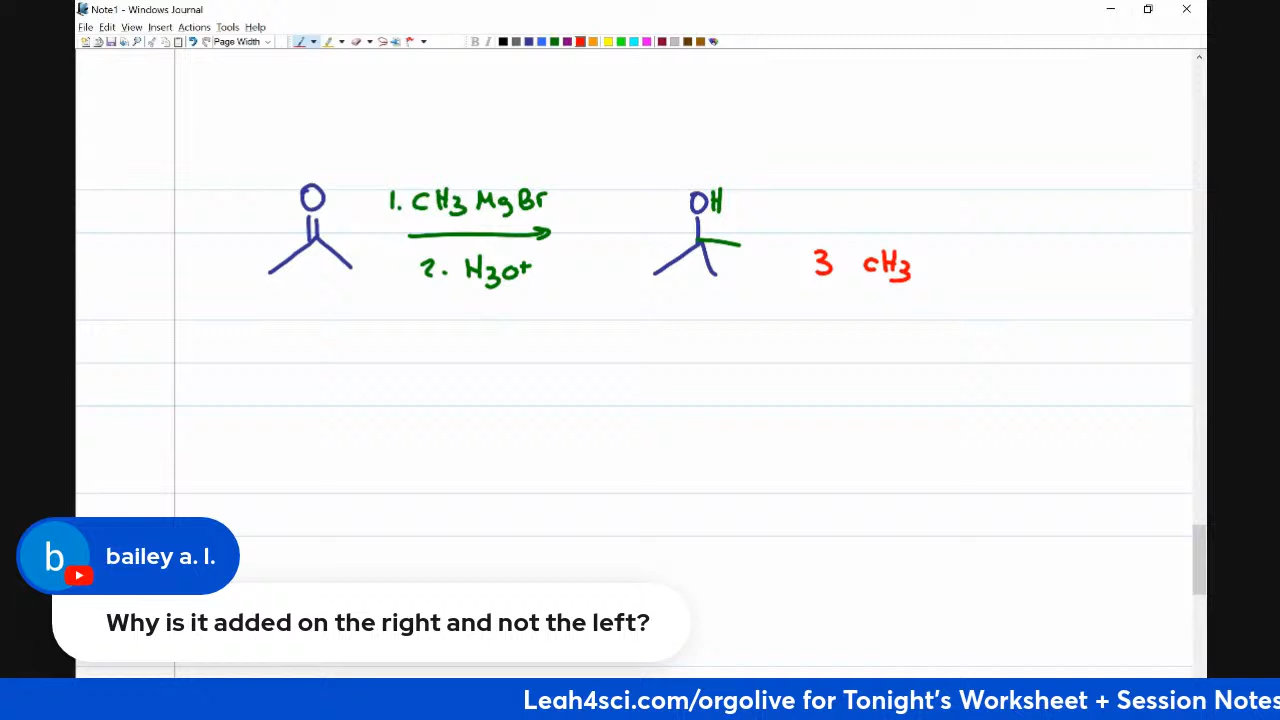 Note1 - Windows Journal
File Edit View Insert Actions Tools Help
Page Width
B I
O
1. CH3 MgBr
2. H3O+
OH
3 CH3
b
bailey a. l.
Why is it added on the right and not the left?
Leah4sci.com/orgolive for Tonight's Worksheet + Session Notes